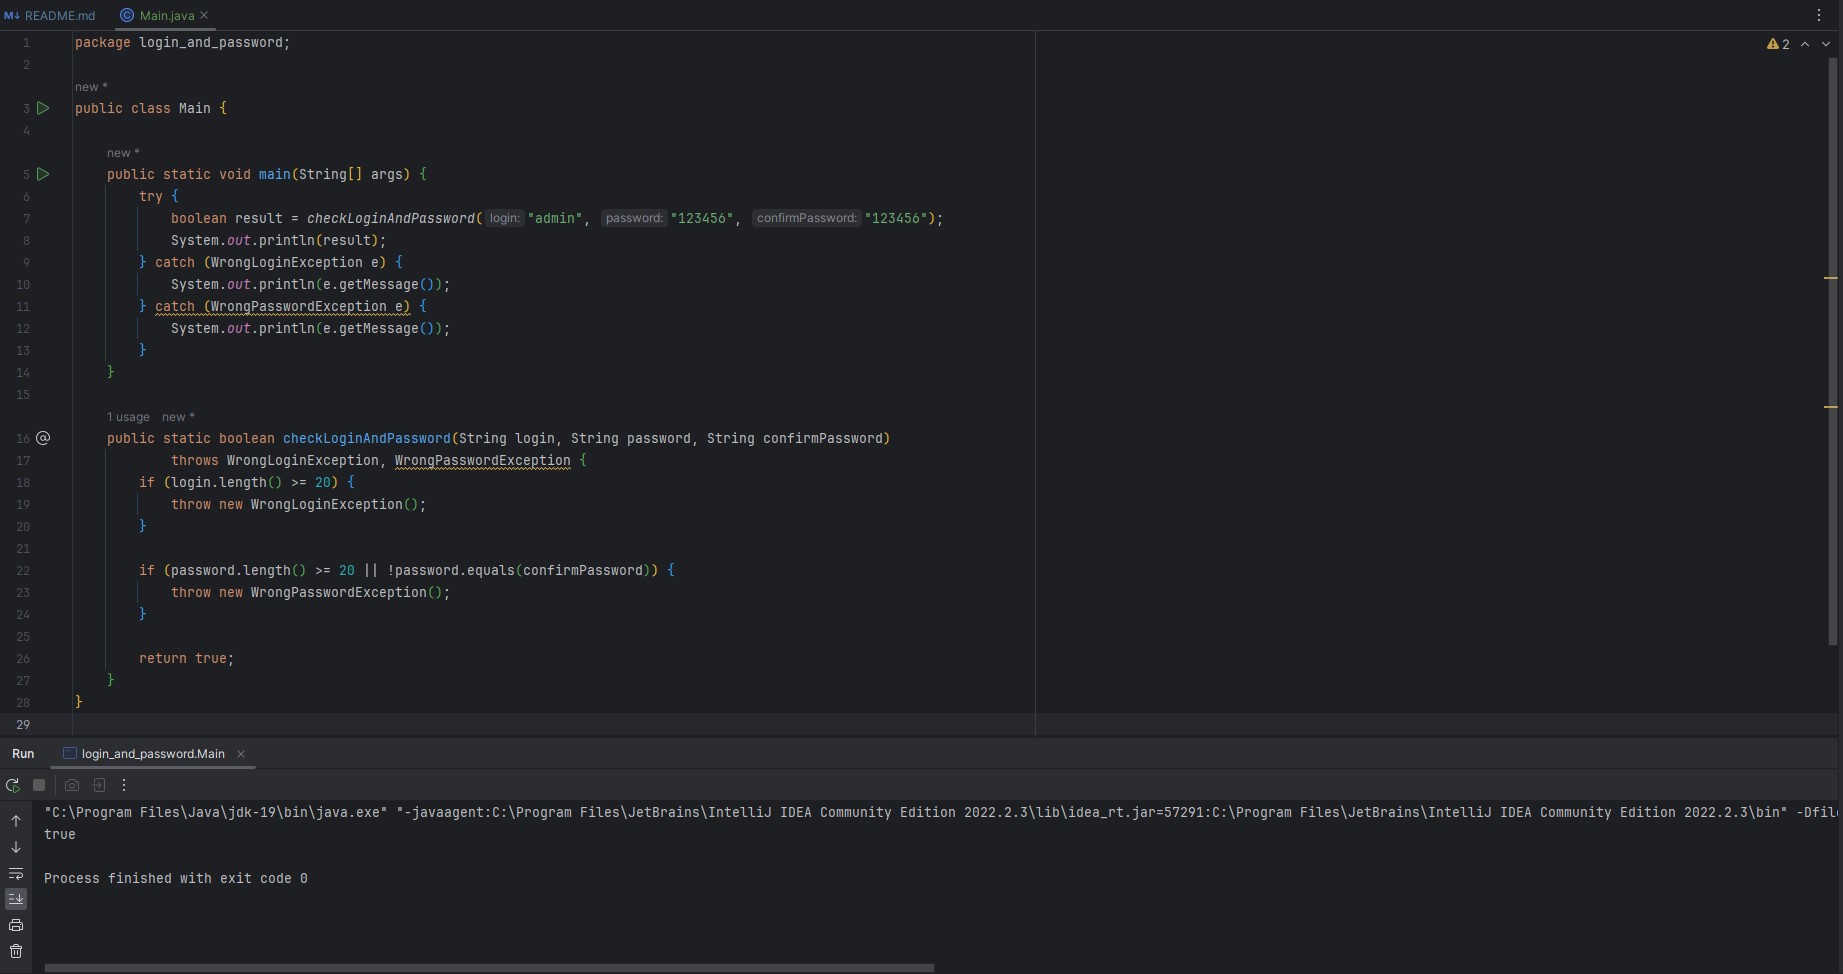 README.md
Main.java
2
1 package login_and_password;
2
new *
3 public class Main {
4
new *
5 public static void main(String[] args) {
6 try {
7 boolean result = checkLoginAndPassword( login: "admin", password: "123456", confirmPassword: "123456");
8 System.out.println(result);
9 } catch (WrongLoginException e) {
10 System.out.println(e.getMessage());
11 } catch (WrongPasswordException e) {
12 System.out.println(e.getMessage());
13 }
14 }
15
1 usage new *
16 public static boolean checkLoginAndPassword(String login, String password, String confirmPassword)
17 throws WrongLoginException, WrongPasswordException {
18 if (login.length() >= 20) {
19 throw new WrongLoginException();
20 }
21
22 if (password.length() >= 20 || !password.equals(confirmPassword)) {
23 throw new WrongPasswordException();
24 }
25
26 return true;
27 }
28 }
29
Run login_and_password.Main
"C:\Program Files\Java\jdk-19\bin\java.exe" "-javaagent:C:\Program Files\JetBrains\IntelliJ IDEA Community Edition 2022.2.3\lib\idea_rt.jar=57291:C:\Program Files\JetBrains\IntelliJ IDEA Community Edition 2022.2.3\bin" -Dfil
true
Process finished with exit code 0